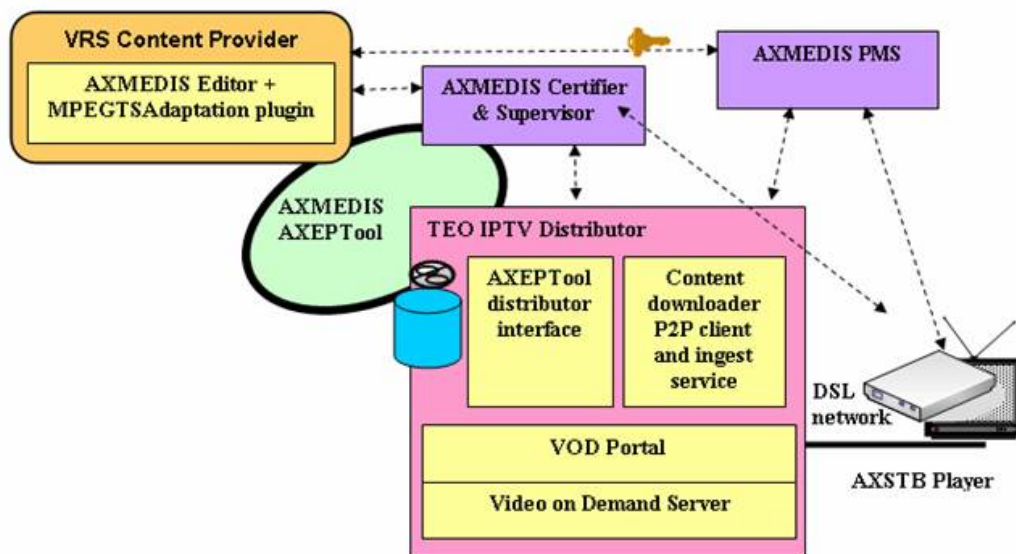 VRS Content Provider
AXMEDIS Editor +
MPEGTSAdaptation plugin
AXMEDIS Certifier
& Supervisor
AXMEDIS PMS
AXMEDIS
AXEPTool
TEO IPTV Distributor
AXEPTool
distributor
interface
Content
downloader
P2P client
and ingest
service
VOD Portal
Video on Demand Server
DSL
network
AXSTB Player